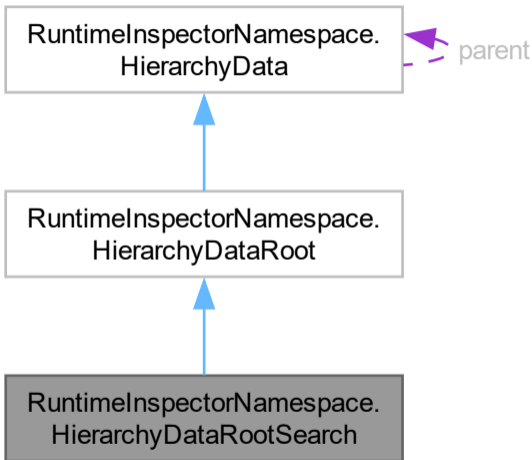 RuntimeInspectorNamespace.
HierarchyData
parent
RuntimeInspectorNamespace.
HierarchyDataRoot
RuntimeInspectorNamespace.
HierarchyDataRootSearch